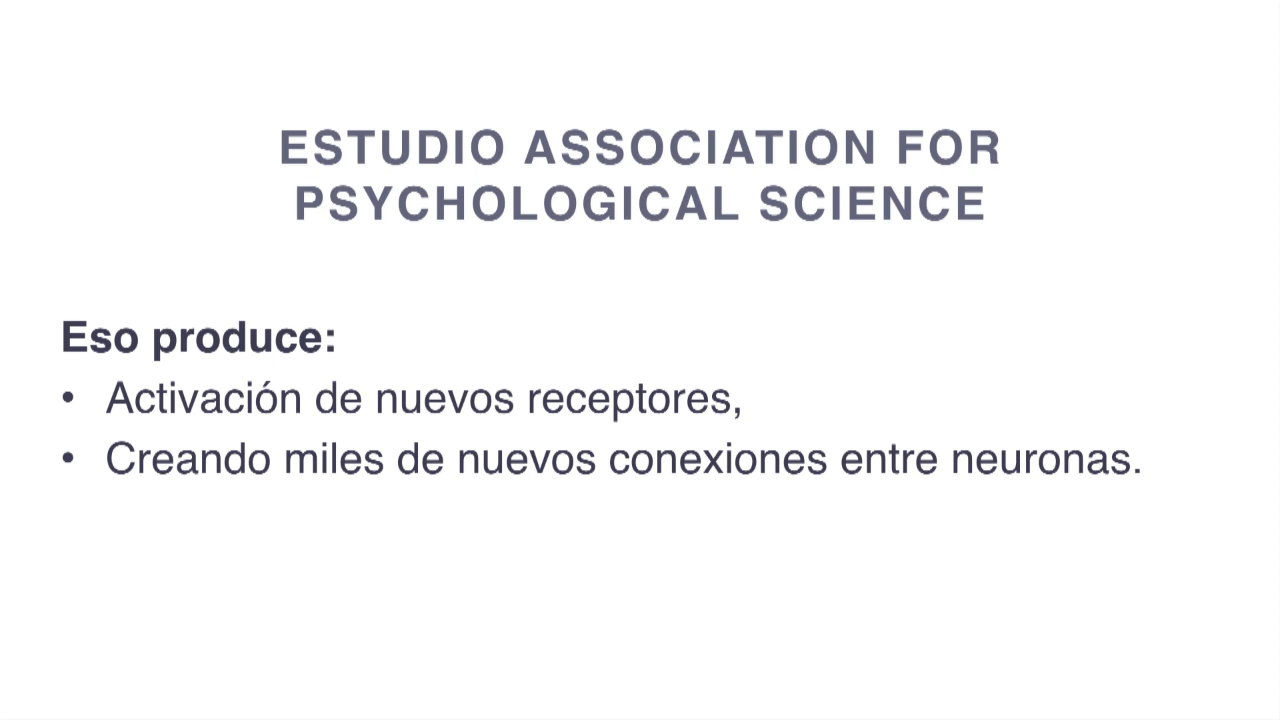 ESTUDIO ASSOCIATION FOR
PSYCHOLOGICAL SCIENCE
Eso produce:
• Activación de nuevos receptores,
• Creando miles de nuevos conexiones entre neuronas.